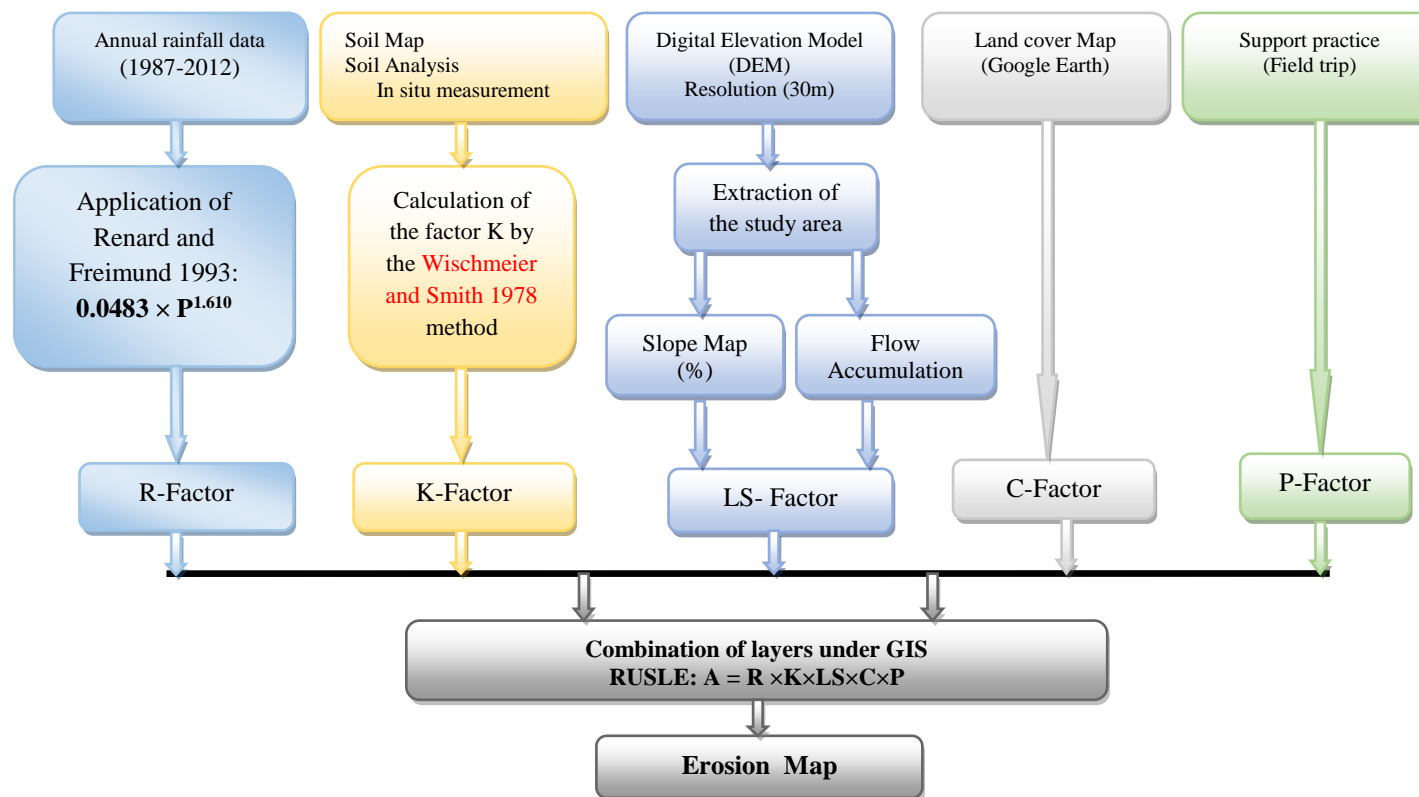 Annual rainfall data
(1987-2012)
Soil Map
Soil Analysis
In situ measurement
Digital Elevation Model
(DEM)
Resolution (30m)
Land cover Map
(Google Earth)
Support practice
(Field trip)
Application of
Renard and
Freimund 1993:
0.0483 × P^1.610
Calculation of
the factor K by
the Wischmeier
and Smith 1978
method
Extraction of
the study area
Slope Map
(%)
Flow
Accumulation
R-Factor
K-Factor
LS- Factor
C-Factor
P-Factor
Combination of layers under GIS
RUSLE: A = R ×K×LS×C×P
Erosion Map